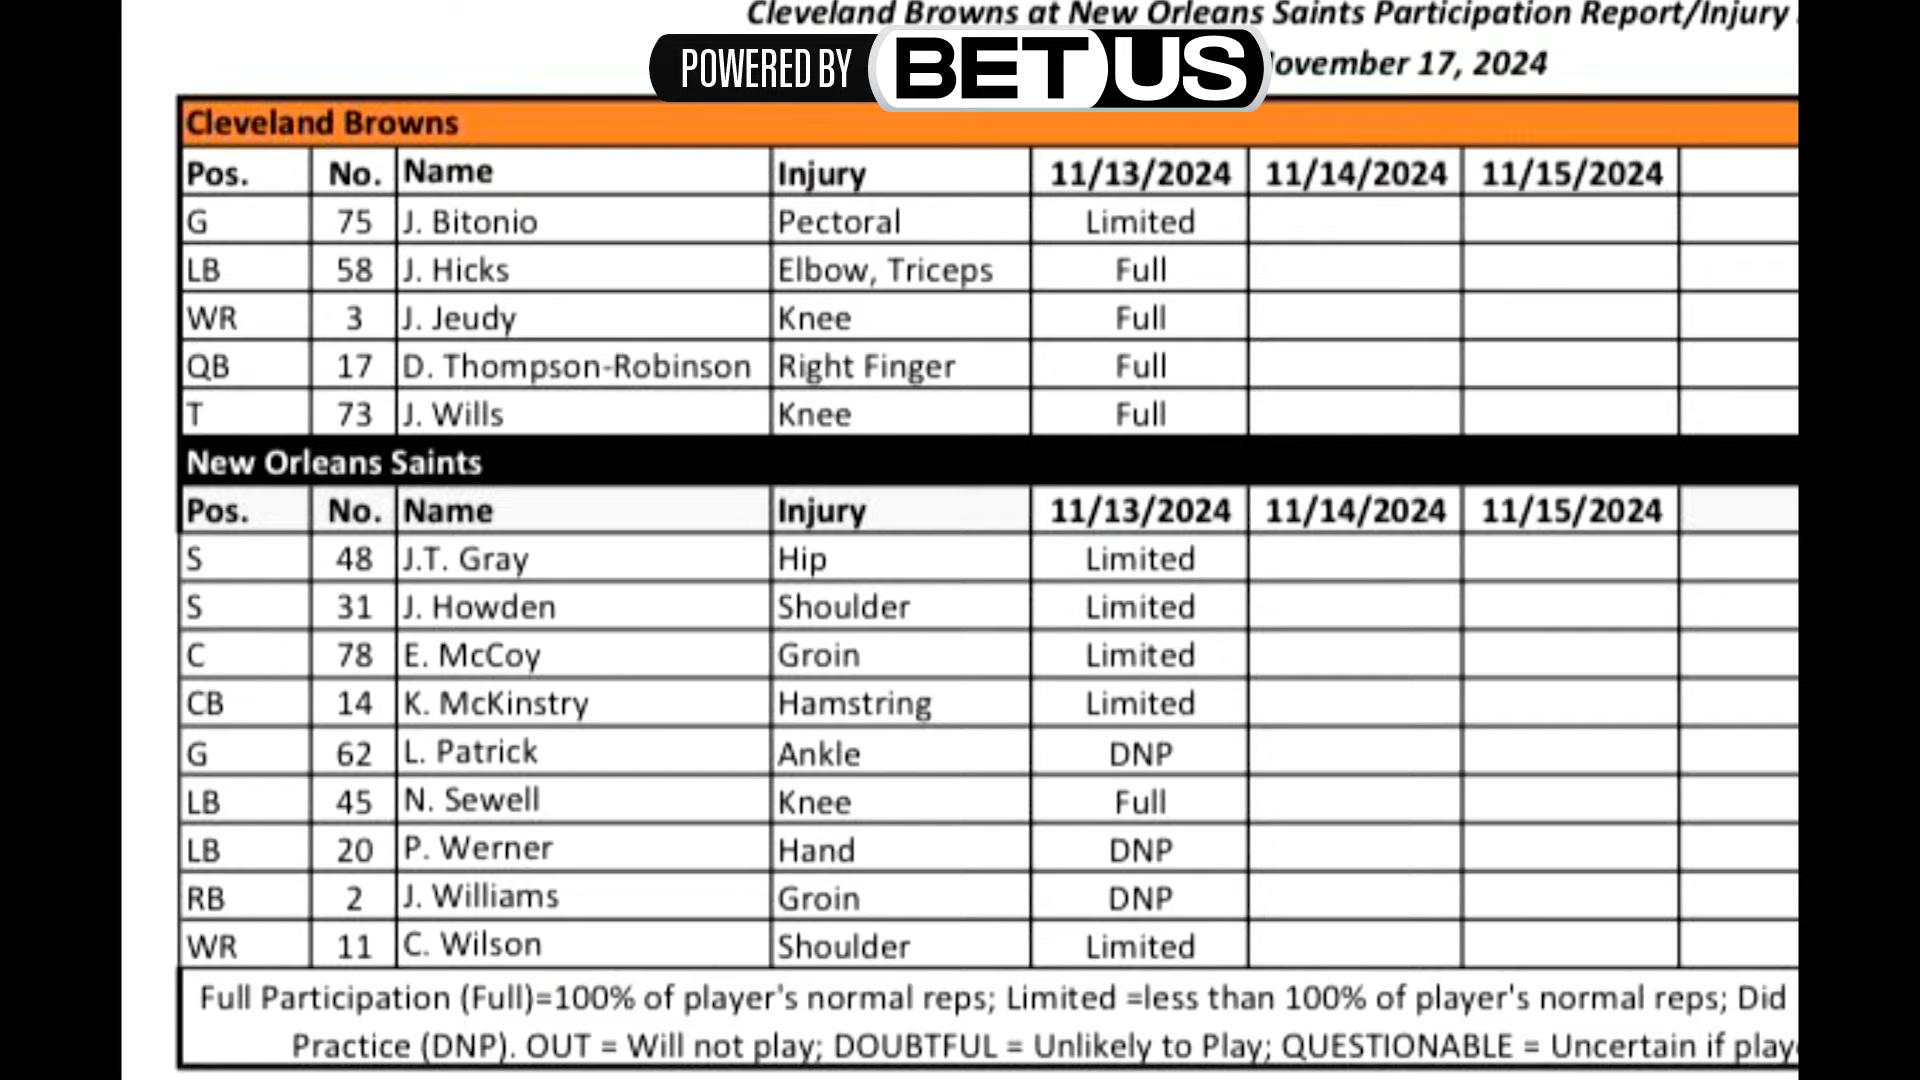 Cleveland Browns at New Orleans Saints Participation Report/Injury
POWERED BY BETUS
ovember 17, 2024
Cleveland Browns
Pos. No. Name Injury 11/13/2024 11/14/2024 11/15/2024
G 75 J. Bitonio Pectoral Limited
LB 58 J. Hicks Elbow, Triceps Full
WR 3 J. Jeudy Knee Full
QB 17 D. Thompson-Robinson Right Finger Full
T 73 J. Wills Knee Full
New Orleans Saints
Pos. No. Name Injury 11/13/2024 11/14/2024 11/15/2024
S 48 J.T. Gray Hip Limited
S 31 J. Howden Shoulder Limited
C 78 E. McCoy Groin Limited
CB 14 K. McKinstry Hamstring Limited
G 62 L. Patrick Ankle DNP
LB 45 N. Sewell Knee Full
LB 20 P. Werner Hand DNP
RB 2 J. Williams Groin DNP
WR 11 C. Wilson Shoulder Limited
Full Participation (Full)=100% of player's normal reps; Limited =less than 100% of player's normal reps; Did
Practice (DNP). OUT = Will not play; DOUBTFUL = Unlikely to Play; QUESTIONABLE = Uncertain if play